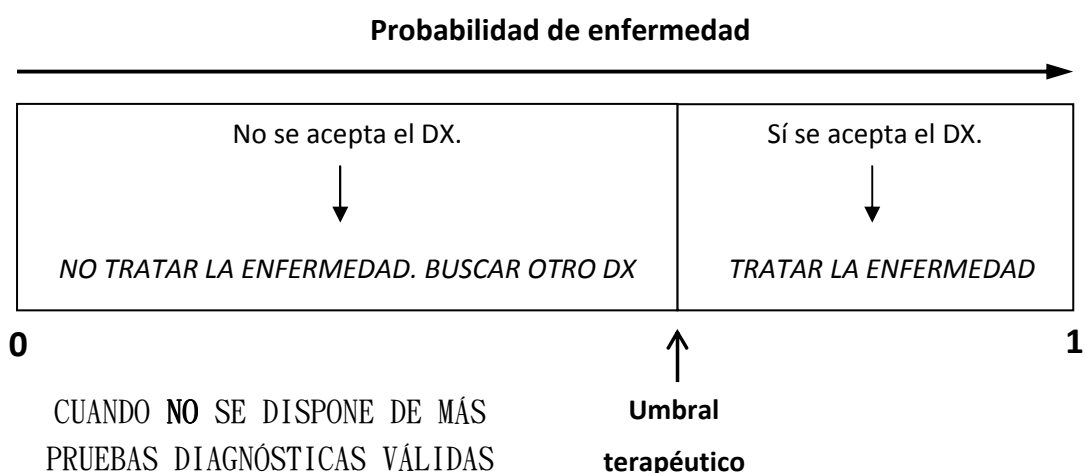 Probabilidad de enfermedad
No se acepta el DX.
Sí se acepta el DX.
NO TRATAR LA ENFERMEDAD. BUSCAR OTRO DX
TRATAR LA ENFERMEDAD
0
1
CUANDO NO SE DISPONE DE MÁS
PRUEBAS DIAGNÓSTICAS VÁLIDAS
Umbral
terapéutico